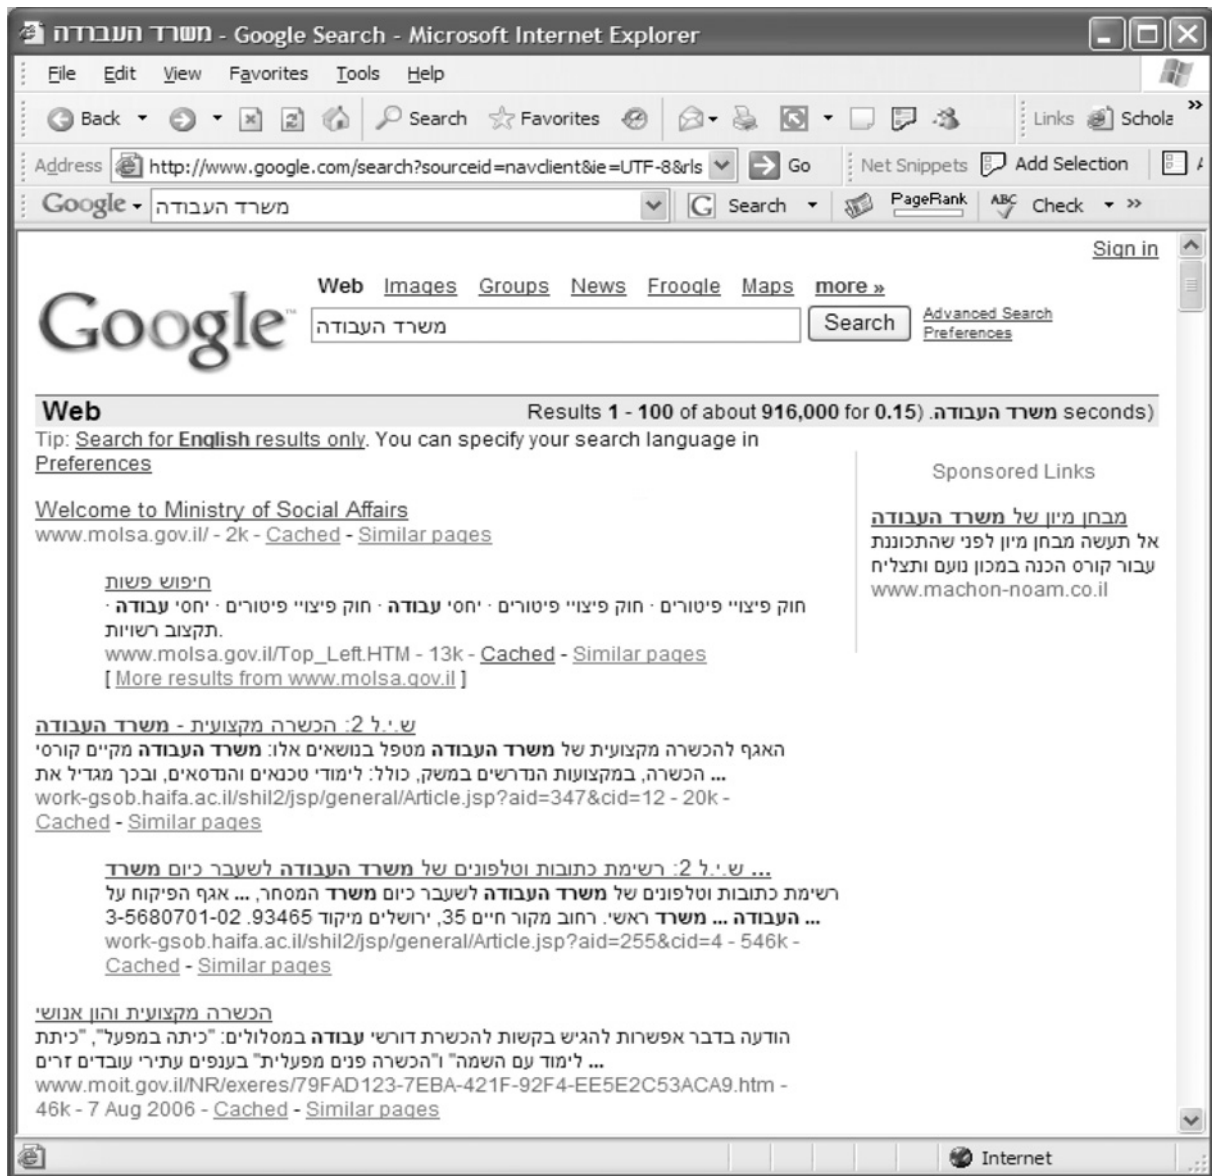 משרד העבודה - Google Search - Microsoft Internet Explorer
File Edit View Favorites Tools Help
Back Search Favorites Links Schola »
Address http://www.google.com/search?sourceid=navclient&ie=UTF-8&rls Go Net Snippets Add Selection
Google משרד העבודה G Search PageRank ABC Check »
Sign in
Web Images Groups News Froogle Maps more »
Google™ משרד העבודה Search Advanced Search
Preferences
Web Results 1 - 100 of about 916,000 for משרד העבודה. (0.15 seconds)
Tip: Search for English results only. You can specify your search language in
Preferences
Welcome to Ministry of Social Affairs
www.molsa.gov.il/ - 2k - Cached - Similar pages
חיפוש פשות
חוק פיצויי פיטורים · חוק פיצויי פיטורים · יחסי עבודה · חוק פיצויי פיטורים · יחסי עבודה ·
תקצוב רשויות.
www.molsa.gov.il/Top_Left.HTM - 13k - Cached - Similar pages
[ More results from www.molsa.gov.il ]
ש.י.ל 2: הכשרה מקצועית - משרד העבודה
האגף להכשרה מקצועית של משרד העבודה מטפל בנושאים אלו: משרד העבודה מקיים קורסי
הכשרה, במקצועות הנדרשים במשק, כולל: לימודי טכנאים והנדסאים, ובכך מגדיל את ...
work-gsob.haifa.ac.il/shil2/jsp/general/Article.jsp?aid=347&cid=12 - 20k -
Cached - Similar pages
ש.י.ל 2: רשימת כתובות וטלפונים של משרד העבודה לשעבר כיום משרד ...
רשימת כתובות וטלפונים של משרד העבודה לשעבר כיום משרד המסחר, ... אגף הפיקוח על
העבודה ... משרד ראשי. רחוב מקור חיים 35, ירושלים מיקוד 93465. 3-5680701-02 ...
work-gsob.haifa.ac.il/shil2/jsp/general/Article.jsp?aid=255&cid=4 - 546k -
Cached - Similar pages
הכשרה מקצועית והון אנושי
הודעה בדבר אפשרות להגיש בקשות להכשרת דורשי עבודה במסלולים: "כיתה במפעל", "כיתת
לימוד עם השמה" ו"הכשרה פנים מפעלית" בענפים עתירי עובדים זרים ...
www.moit.gov.il/NR/exeres/79FAD123-7EBA-421F-92F4-EE5E2C53ACA9.htm -
46k - 7 Aug 2006 - Cached - Similar pages
Sponsored Links
מבחן מיון של משרד העבודה
אל תעשה מבחן מיון לפני שהתכוננת
עבור קורס הכנה במכון נועם ותצליח
www.machon-noam.co.il
Internet